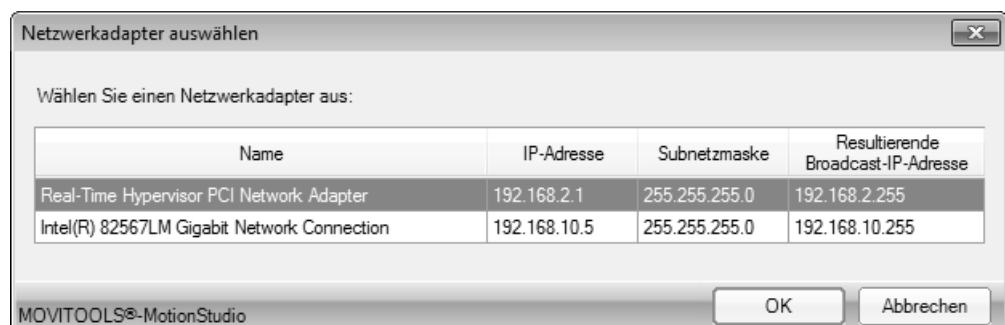 Netzwerkadapter auswählen
Wählen Sie einen Netzwerkadapter aus:
Name IP-Adresse Subnetzmaske Resultierende
Broadcast-IP-Adresse
Real-Time Hypervisor PCI Network Adapter 192.168.2.1 255.255.255.0 192.168.2.255
Intel(R) 82567LM Gigabit Network Connection 192.168.10.5 255.255.255.0 192.168.10.255
OK Abbrechen
MOVITOOLS®-MotionStudio